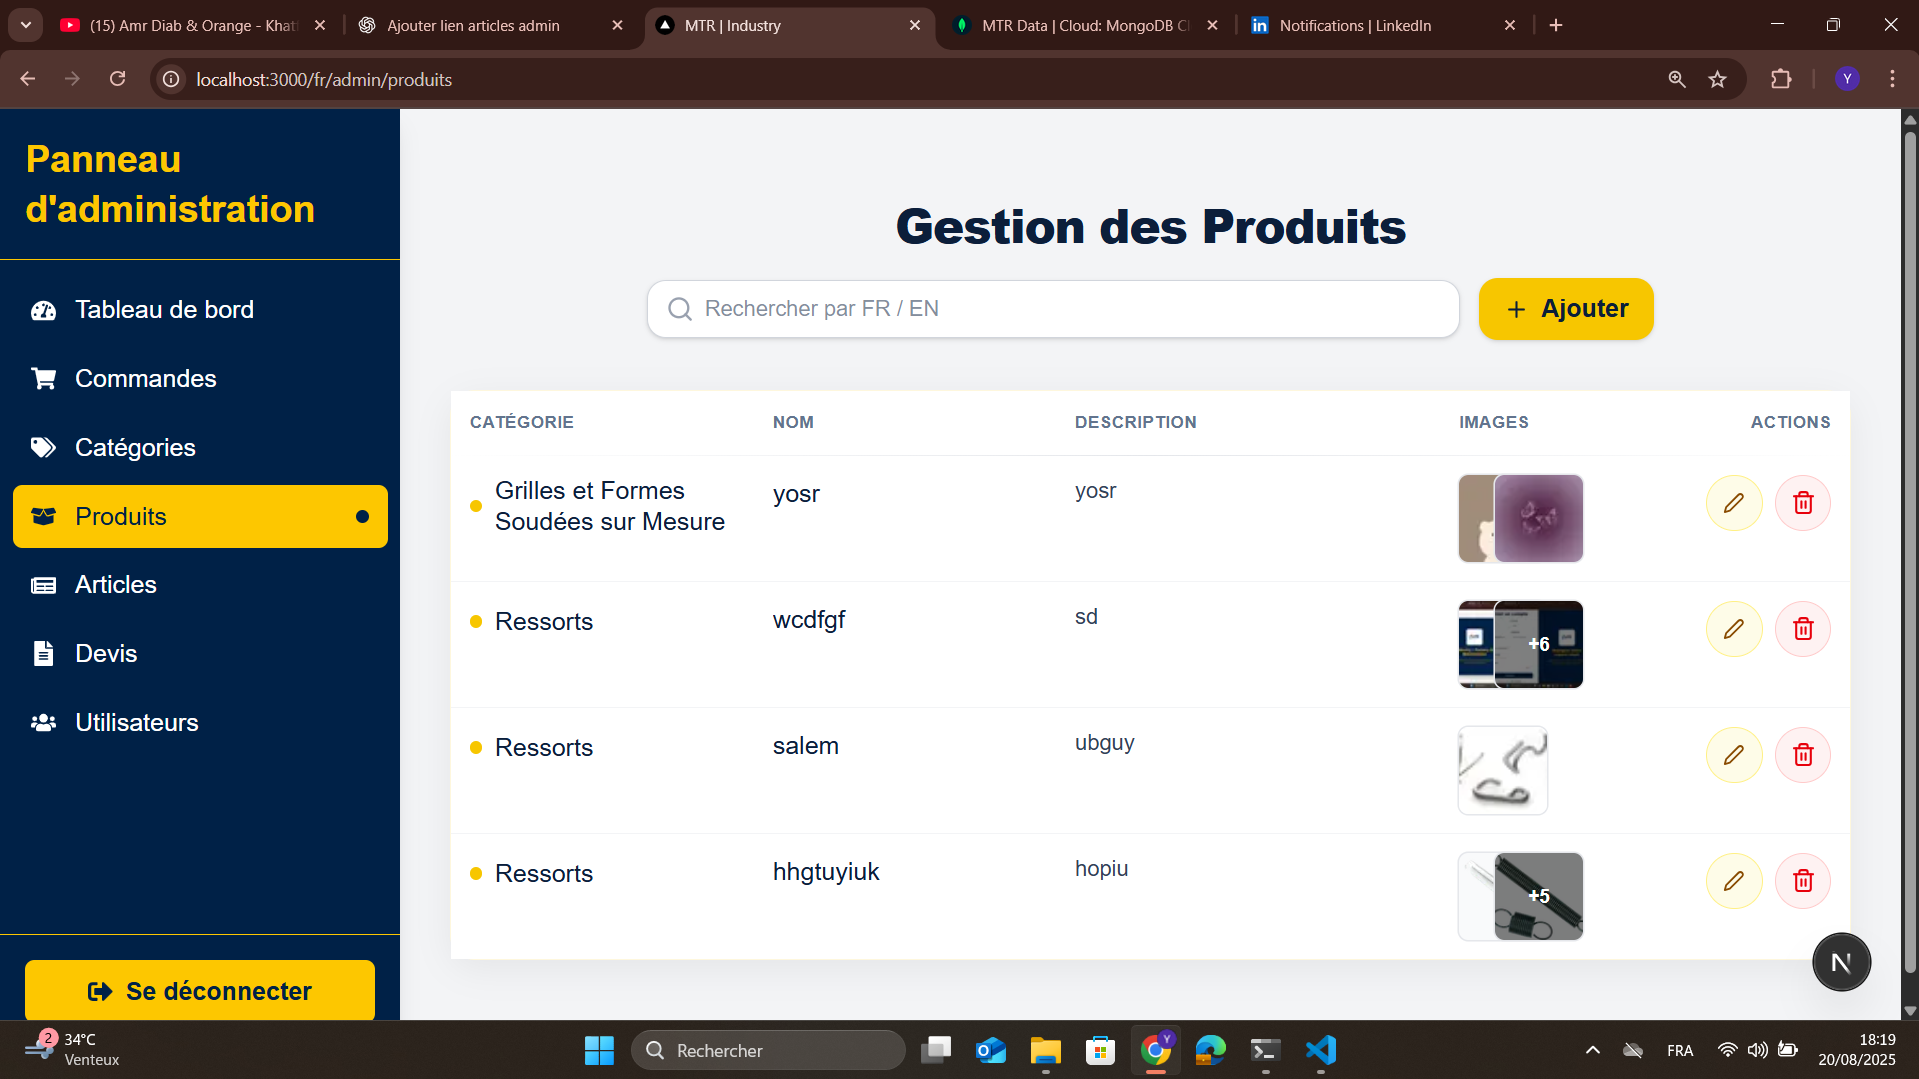 (15) Amr Diab & Orange - Khat
Ajouter lien articles admin
MTR | Industry
MTR Data | Cloud: MongoDB Cl
Notifications | LinkedIn
localhost:3000/fr/admin/produits
Y
Panneau
d'administration
Tableau de bord
Commandes
Catégories
Produits
Articles
Devis
Utilisateurs
Se déconnecter
Gestion des Produits
Rechercher par FR / EN
+ Ajouter
CATÉGORIE NOM DESCRIPTION IMAGES ACTIONS
Grilles et Formes
Soudées sur Mesure
yosr
yosr
Ressorts
wcdfgf
sd
+6
Ressorts
salem
ubguy
Ressorts
hhgtuyiuk
hopiu
+5
N
2
34°C
Venteux
Rechercher
Y
FRA
18:19
20/08/2025